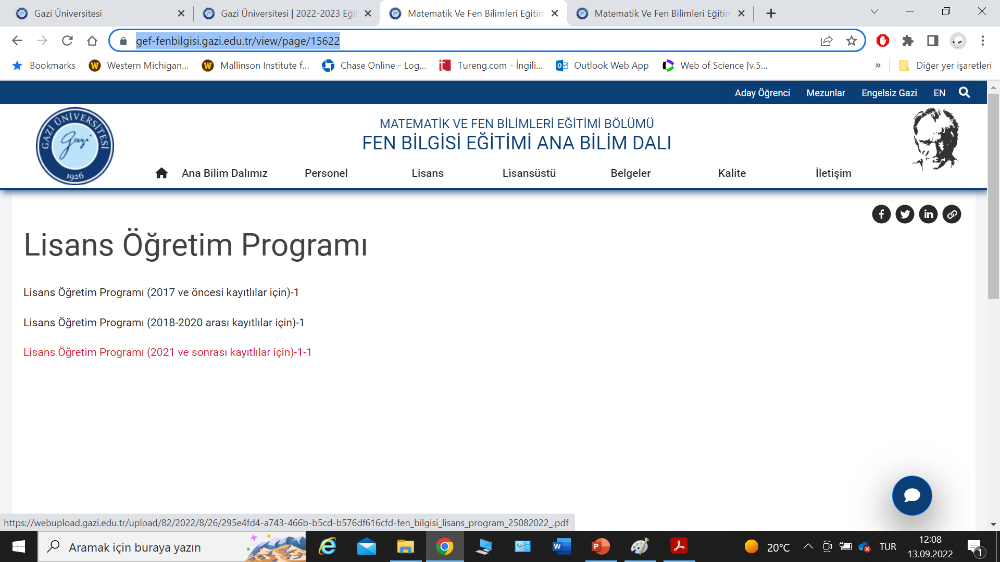 Gazi Üniversitesi
Gazi Üniversitesi | 2022-2023 Eğit
Matematik Ve Fen Bilimleri Eğitim
Matematik Ve Fen Bilimleri Eğitim
gef-fenbilgisi.gazi.edu.tr/view/page/15622
Bookmarks
Western Michigan...
Mallinson Institute f...
Chase Online - Log...
Tureng.com - İngili...
Outlook Web App
Web of Science [v.5...
»
Diğer yer işaretleri
Aday Öğrenci
Mezunlar
Engelsiz Gazi
EN
GAZİ ÜNİVERSİTESİ
Gazi
1926
MATEMATİK VE FEN BİLİMLERİ EĞİTİMİ BÖLÜMÜ
FEN BİLGİSİ EĞİTİMİ ANA BİLİM DALI
Ana Bilim Dalımız
Personel
Lisans
Lisansüstü
Belgeler
Kalite
İletişim
Lisans Öğretim Programı
Lisans Öğretim Programı (2017 ve öncesi kayıtlılar için)-1
Lisans Öğretim Programı (2018-2020 arası kayıtlılar için)-1
Lisans Öğretim Programı (2021 ve sonrası kayıtlılar için)-1-1
https://webupload.gazi.edu.tr/upload/82/2022/8/26/295e4fd4-a743-466b-b5cd-b576df616cfd-fen_bilgisi_lisans_program_25082022_.pdf
Aramak için buraya yazın
20°C
TUR
12:08
13.09.2022
1